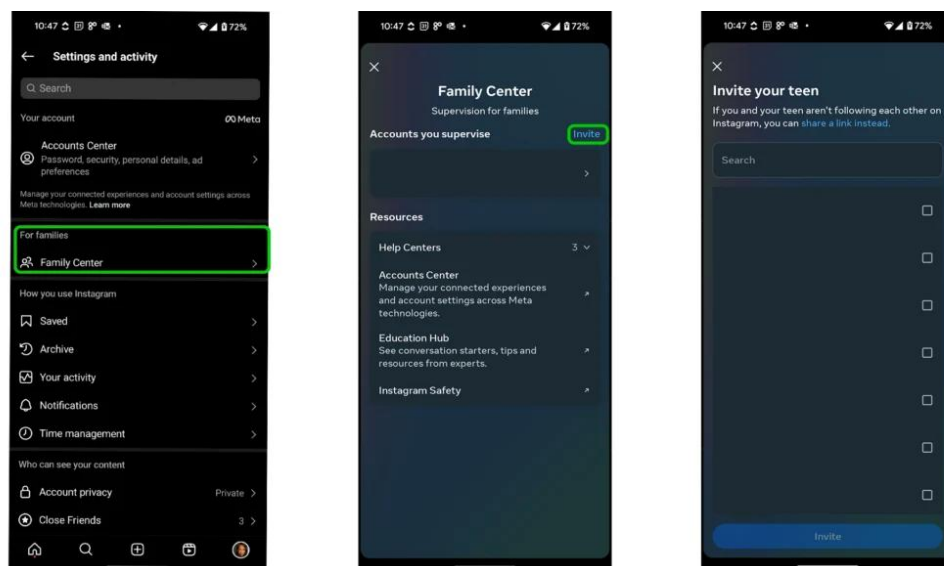 10:47
72%
Settings and activity
Search
Your account
Meta
Accounts Center
Password, security, personal details, ad
preferences
Manage your connected experiences and account settings across
Meta technologies. Learn more
For families
Family Center
How you use Instagram
Saved
Archive
Your activity
Notifications
Time management
Who can see your content
Account privacy
Private
Close Friends
3
10:47
72%
Family Center
Supervision for families
Accounts you supervise
Invite
Resources
Help Centers
3
Accounts Center
Manage your connected experiences
and account settings across Meta
technologies.
Education Hub
See conversation starters, tips and
resources from experts.
Instagram Safety
10:47
72%
Invite your teen
If you and your teen aren't following each other on
Instagram, you can share a link instead.
Search
Invite